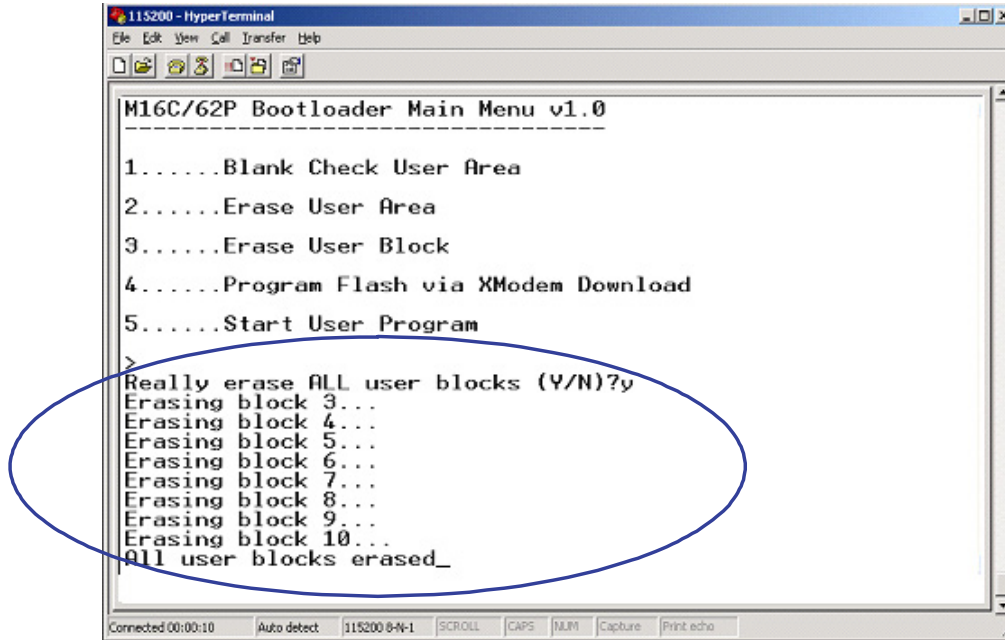 115200 - HyperTerminal
File Edit View Call Transfer Help
M16C/62P Bootloader Main Menu v1.0
----------------------------------
1......Blank Check User Area
2......Erase User Area
3......Erase User Block
4......Program Flash via XModem Download
5......Start User Program
>
Really erase ALL user blocks (Y/N)?y
Erasing block 3...
Erasing block 4...
Erasing block 5...
Erasing block 6...
Erasing block 7...
Erasing block 8...
Erasing block 9...
Erasing block 10...
All user blocks erased_
Connected 00:00:10 Auto detect 115200 8-N-1 SCROLL CAPS NUM Capture Print echo